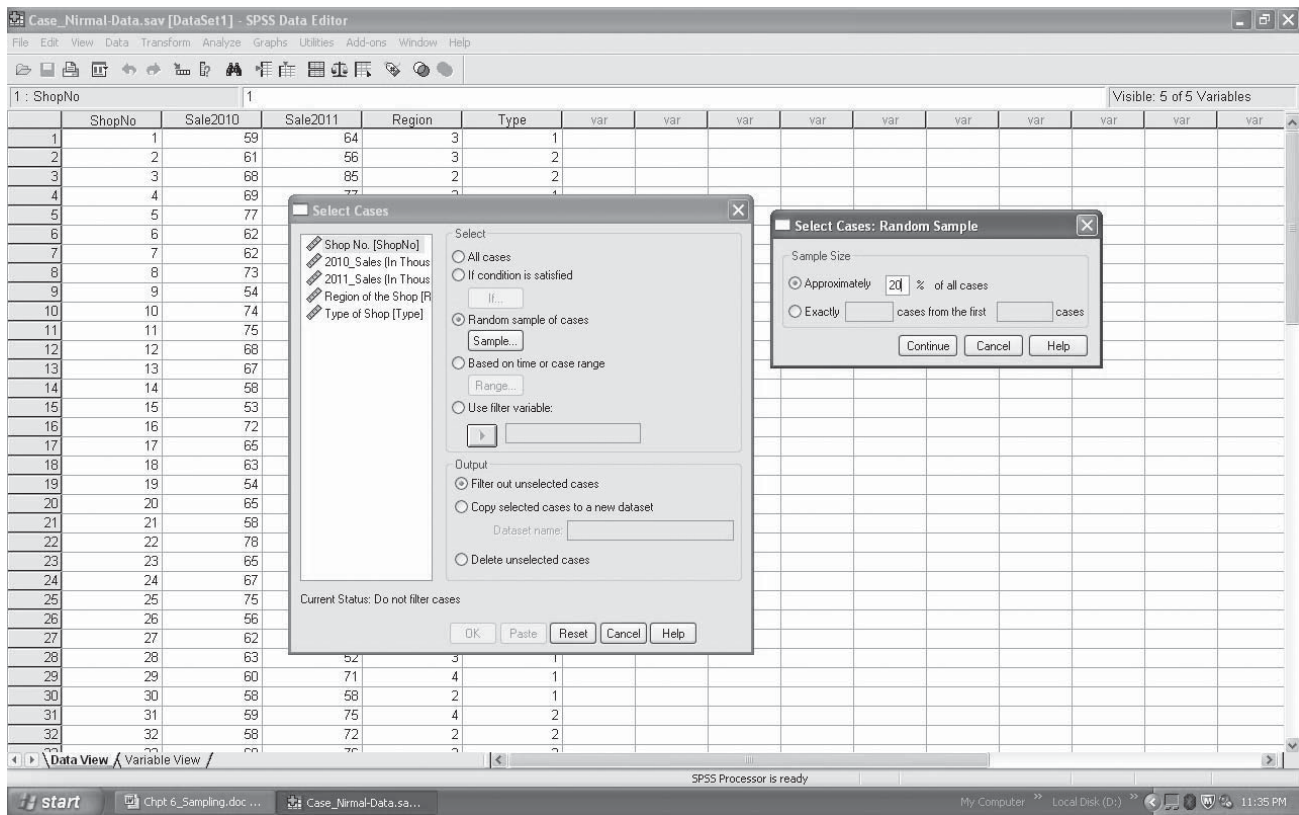 Case_Nirmal-Data.sav [DataSet1] - SPSS Data Editor
File Edit View Data Transform Analyze Graphs Utilities Add-ons Window Help
1 : ShopNo 1 Visible: 5 of 5 Variables
ShopNo Sale2010 Sale2011 Region Type var var var var var var var var var var
1 1 59 64 3 1
2 2 61 56 3 2
3 3 68 85 2 2
4 4 69
5 5 77
6 6 62
7 7 62
8 8 73
9 9 54
10 10 74
11 11 75
12 12 68
13 13 67
14 14 58
15 15 53
16 16 72
17 17 65
18 18 63
19 19 54
20 20 65
21 21 58
22 22 78
23 23 65
24 24 67
25 25 75
26 26 56
27 27 62
28 28 63 52 3 1
29 29 60 71 4 1
30 30 58 58 2 1
31 31 59 75 4 2
32 32 58 72 2 2
Select Cases
Shop No. [ShopNo]
2010_Sales (In Thous
2011_Sales (In Thous
Region of the Shop [R
Type of Shop [Type]
Select
All cases
If condition is satisfied
If...
Random sample of cases
Sample...
Based on time or case range
Range...
Use filter variable:
Output
Filter out unselected cases
Copy selected cases to a new dataset
Dataset name:
Delete unselected cases
Current Status: Do not filter cases
OK Paste Reset Cancel Help
Select Cases: Random Sample
Sample Size
Approximately 20 % of all cases
Exactly cases from the first cases
Continue Cancel Help
Data View Variable View
SPSS Processor is ready
start Chpt 6_Sampling.doc ... Case_Nirmal-Data.sa... My Computer » Local Disk (D:) » 11:35 PM